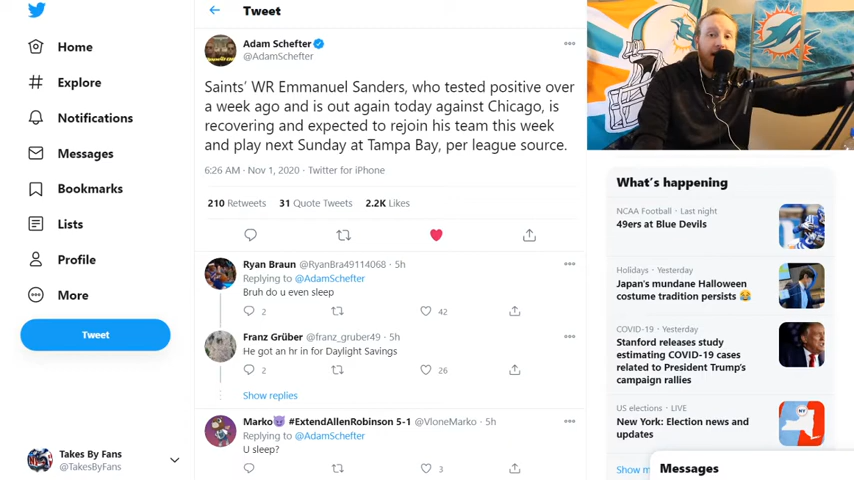 Home
Explore
Notifications
Messages
Bookmarks
Lists
Profile
More
Tweet
Takes By Fans
@TakesByFans
Tweet
Adam Schefter
@AdamSchefter
Saints' WR Emmanuel Sanders, who tested positive over
a week ago and is out again today against Chicago, is
recovering and expected to rejoin his team this week
and play next Sunday at Tampa Bay, per league source.
6:26 AM · Nov 1, 2020 · Twitter for iPhone
210 Retweets 31 Quote Tweets 2.2K Likes
Ryan Braun @RyanBra49114068 · 5h
Replying to @AdamSchefter
Bruh do u even sleep
2 42
Franz Grüber @franz_gruber49 · 5h
He got an hr in for Daylight Savings
2 26
Show replies
Marko😈 #ExtendAllenRobinson 5-1 @VloneMarko · 5h
Replying to @AdamSchefter
U sleep?
3
What's happening
NCAA Football · Last night
49ers at Blue Devils
Holidays · Yesterday
Japan's mundane Halloween
costume tradition persists 😂
COVID-19 · Yesterday
Stanford releases study
estimating COVID-19 cases
related to President Trump's
campaign rallies
US elections · LIVE
New York: Election news and
updates
NY
Show m
Messages